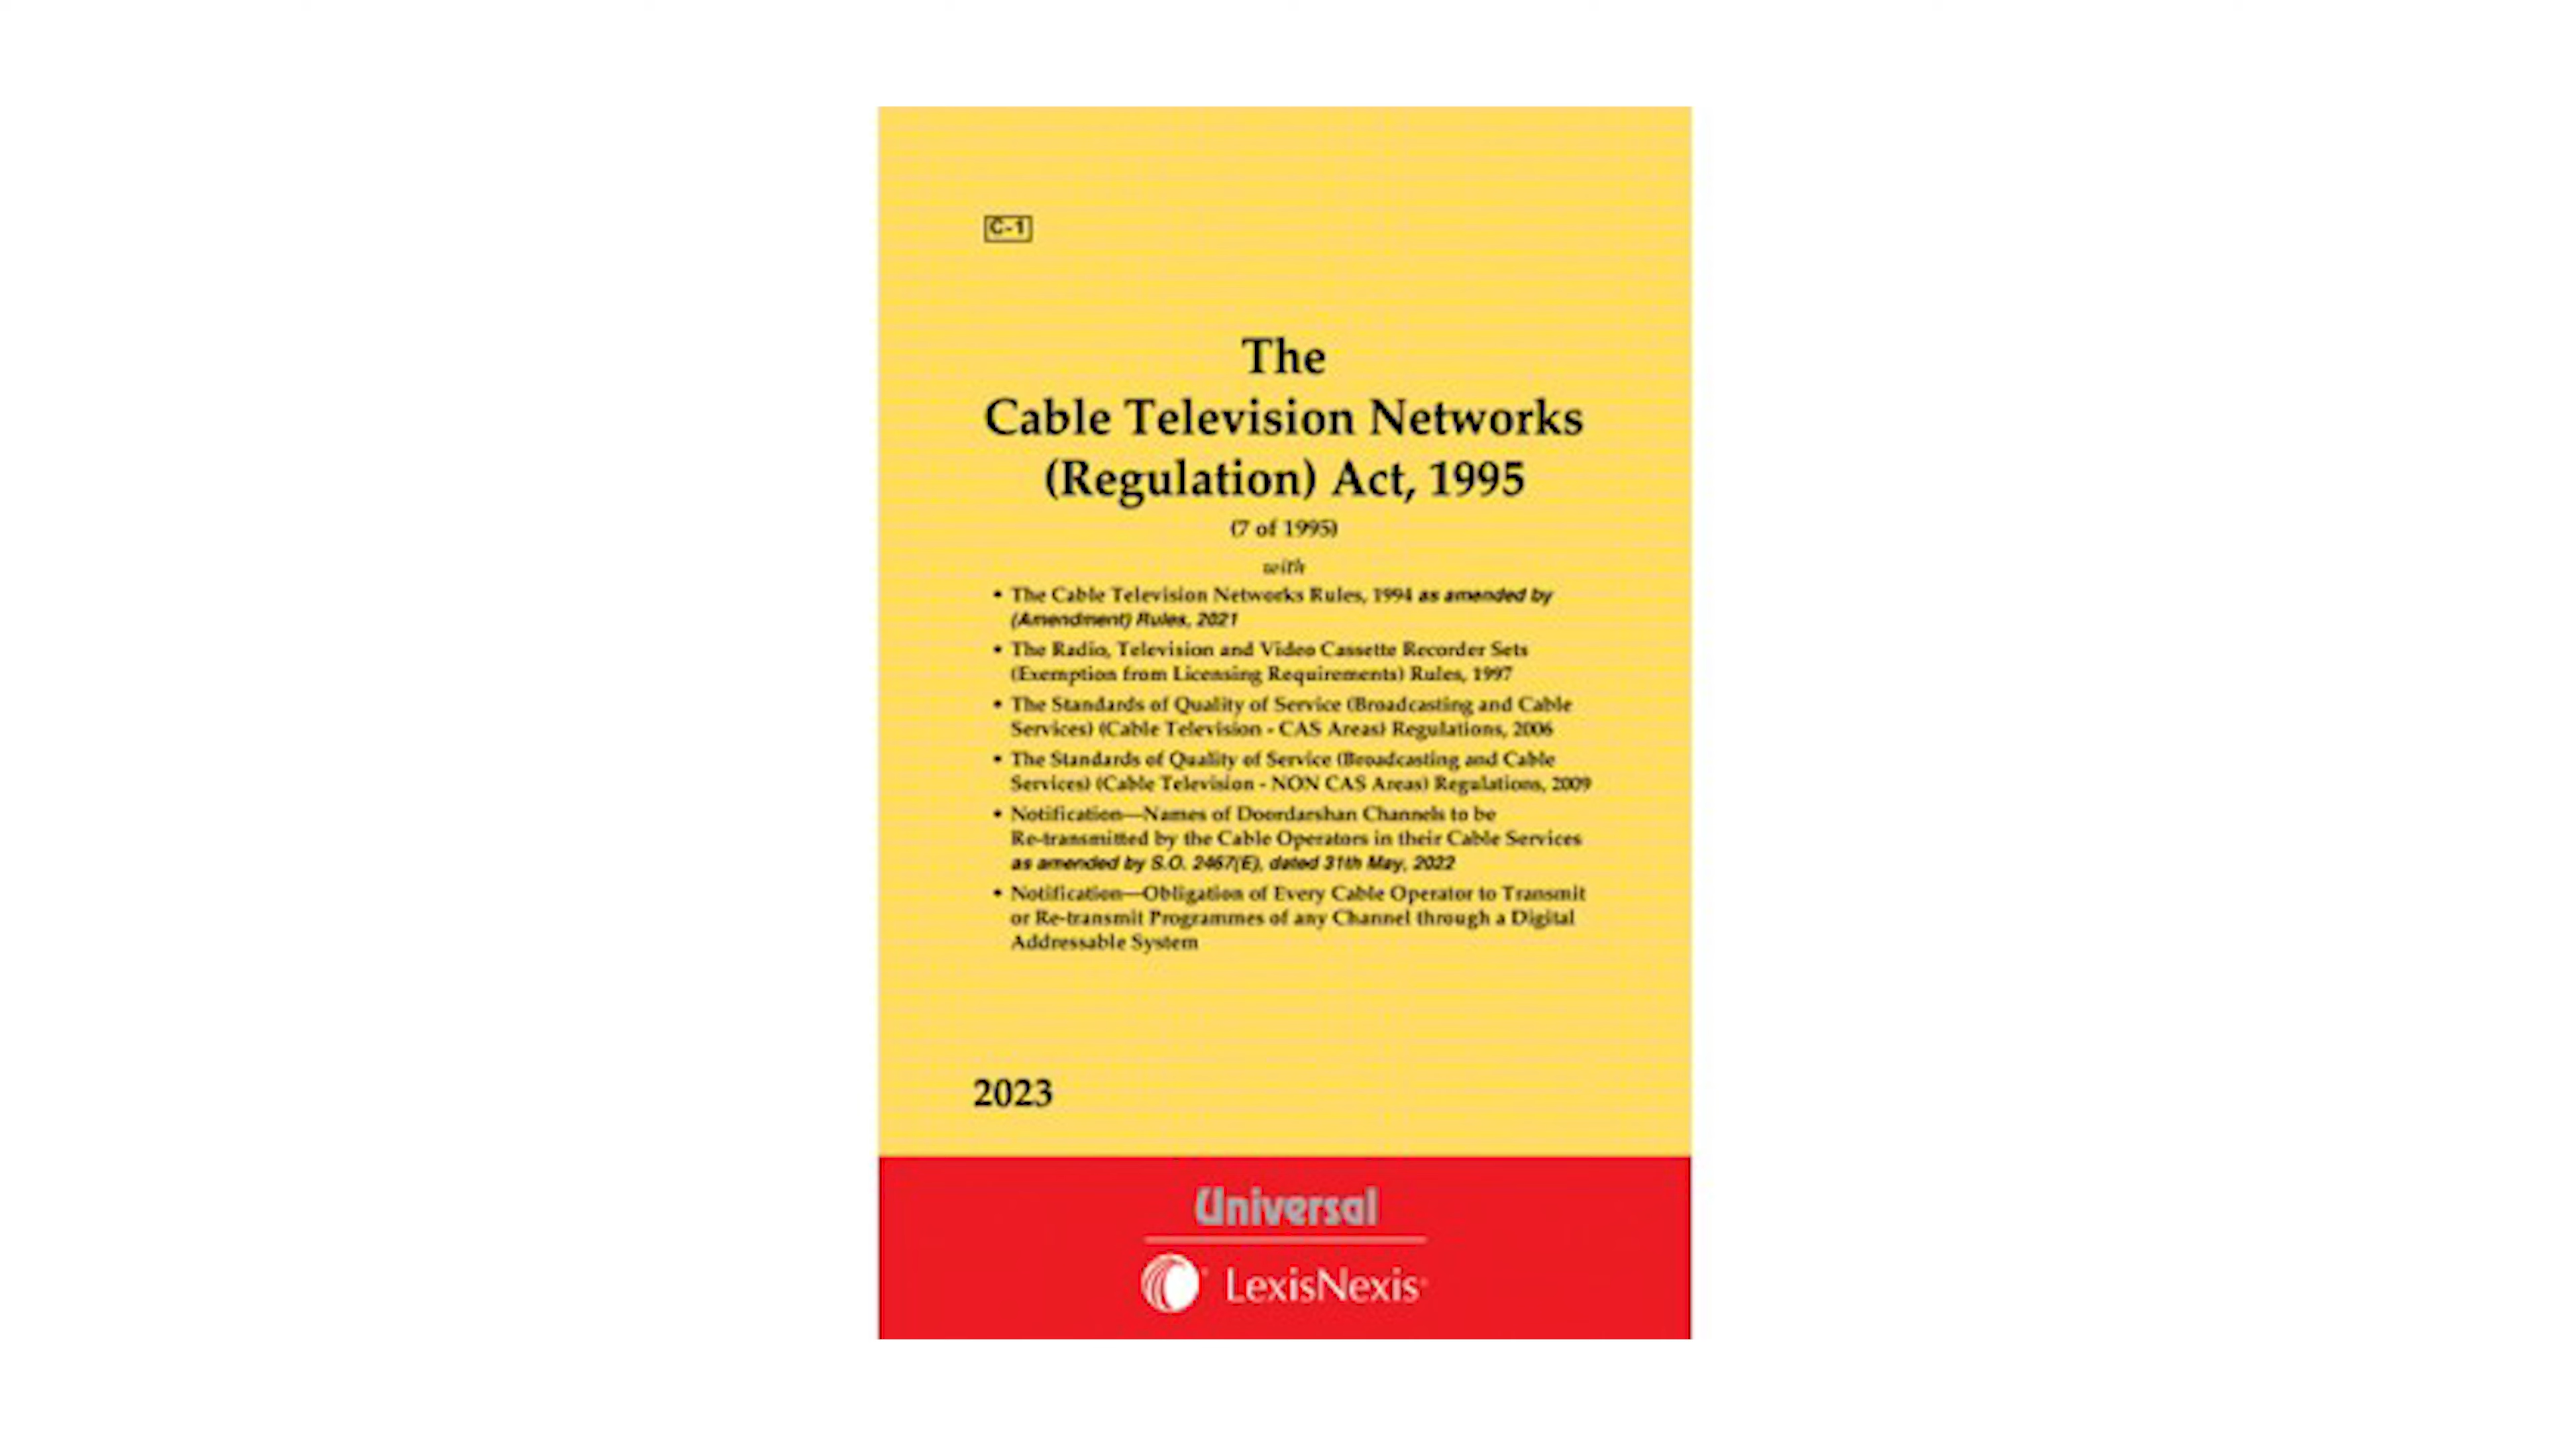 C-1
The
Cable Television Networks
(Regulation) Act, 1995
(7 of 1995)
with
• The Cable Television Networks Rules, 1994 as amended by
(Amendment) Rules, 2021
• The Radio, Television and Video Cassette Recorder Sets
(Exemption from Licensing Requirements) Rules, 1997
• The Standards of Quality of Service (Broadcasting and Cable
Services) (Cable Television - CAS Areas) Regulations, 2006
• The Standards of Quality of Service (Broadcasting and Cable
Services) (Cable Television - NON CAS Areas) Regulations, 2009
• Notification—Names of Doordarshan Channels to be
Re-transmitted by the Cable Operators in their Cable Services
as amended by S.O. 2467(E), dated 31th May, 2022
• Notification—Obligation of Every Cable Operator to Transmit
or Re-transmit Programmes of any Channel through a Digital
Addressable System
2023
Universal
LexisNexis